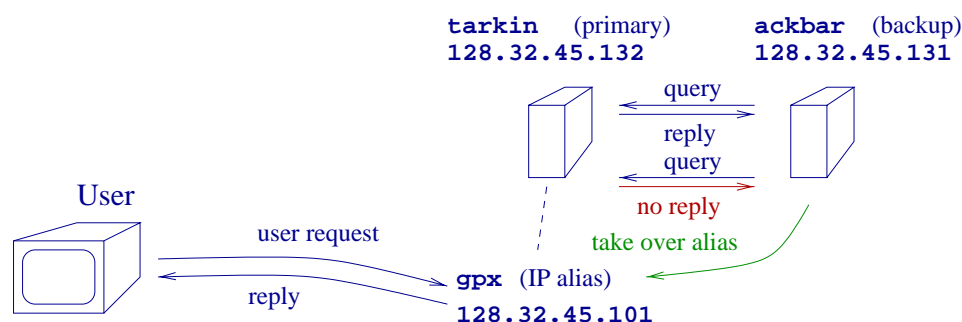 tarkin (primary)
128.32.45.132
ackbar (backup)
128.32.45.131
query
reply
query
no reply
User
user request
take over alias
reply
gpx (IP alias)
128.32.45.101